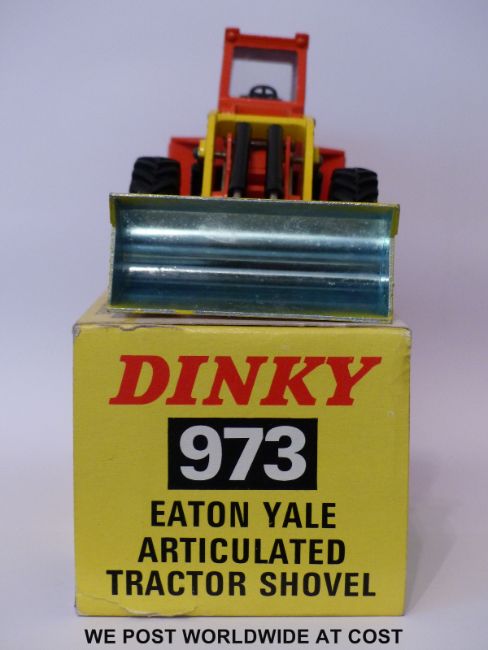 DINKY
973
EATON YALE
ARTICULATED
TRACTOR SHOVEL
WE POST WORLDWIDE AT COST